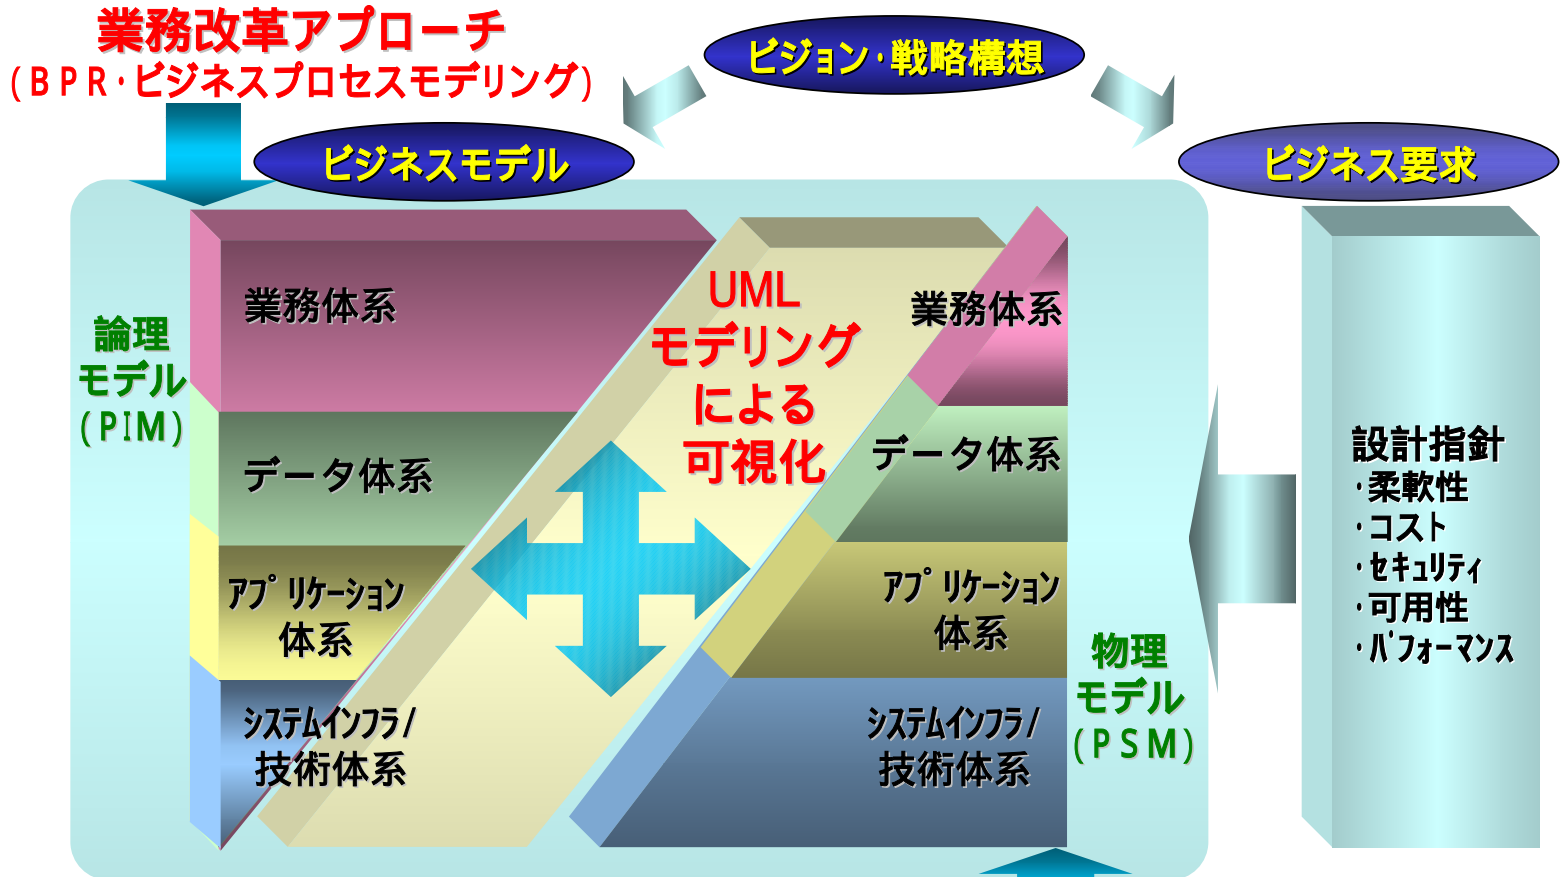 業務改革アプローチ
(ＢＰＲ・ビジネスプロセスモデリング)
ビジョン・戦略構想
ビジネスモデル
ビジネス要求
論理
モデル
(ＰＩＭ)
業務体系
データ体系
ｱﾌﾟﾘｹｰｼｮﾝ
体系
ｼｽﾃﾑｲﾝﾌﾗ/
技術体系
UML
モデリング
による
可視化
業務体系
データ体系
ｱﾌﾟﾘｹｰｼｮﾝ
体系
ｼｽﾃﾑｲﾝﾌﾗ/
技術体系
物理
モデル
(ＰＳＭ)
設計指針
・柔軟性
・コスト
・ｾｷｭﾘﾃｨ
・可用性
・ﾊﾟﾌｫｰﾏﾝｽ